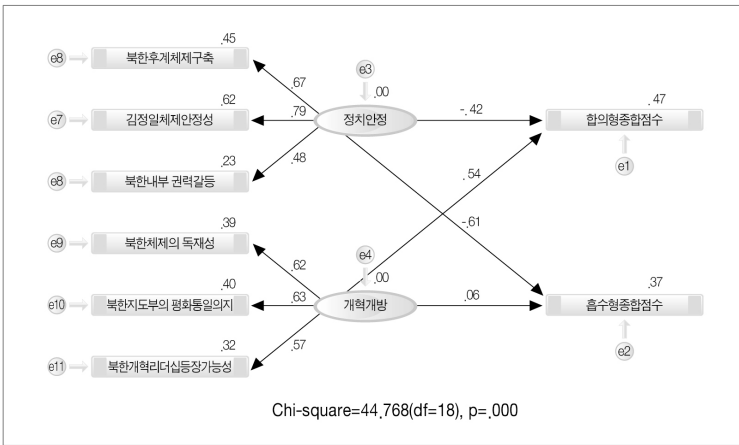 .45
e8
북한후계체제구축
e3
.67
.00
.62
.47
e7
김정일체제안정성
.79
정치안정
-.42
합의형종합점수
.23
.48
e1
e8
북한내부 권력갈등
.54
.39
e9
북한체제의 독재성
-.61
.62
e4
.00
.40
.37
e10
북한지도부의 평화통일의지
.63
개혁개방
.06
흡수형종합점수
.32
.57
e2
e11
북한개혁리더십등장가능성
Chi-square=44.768(df=18), p=.000